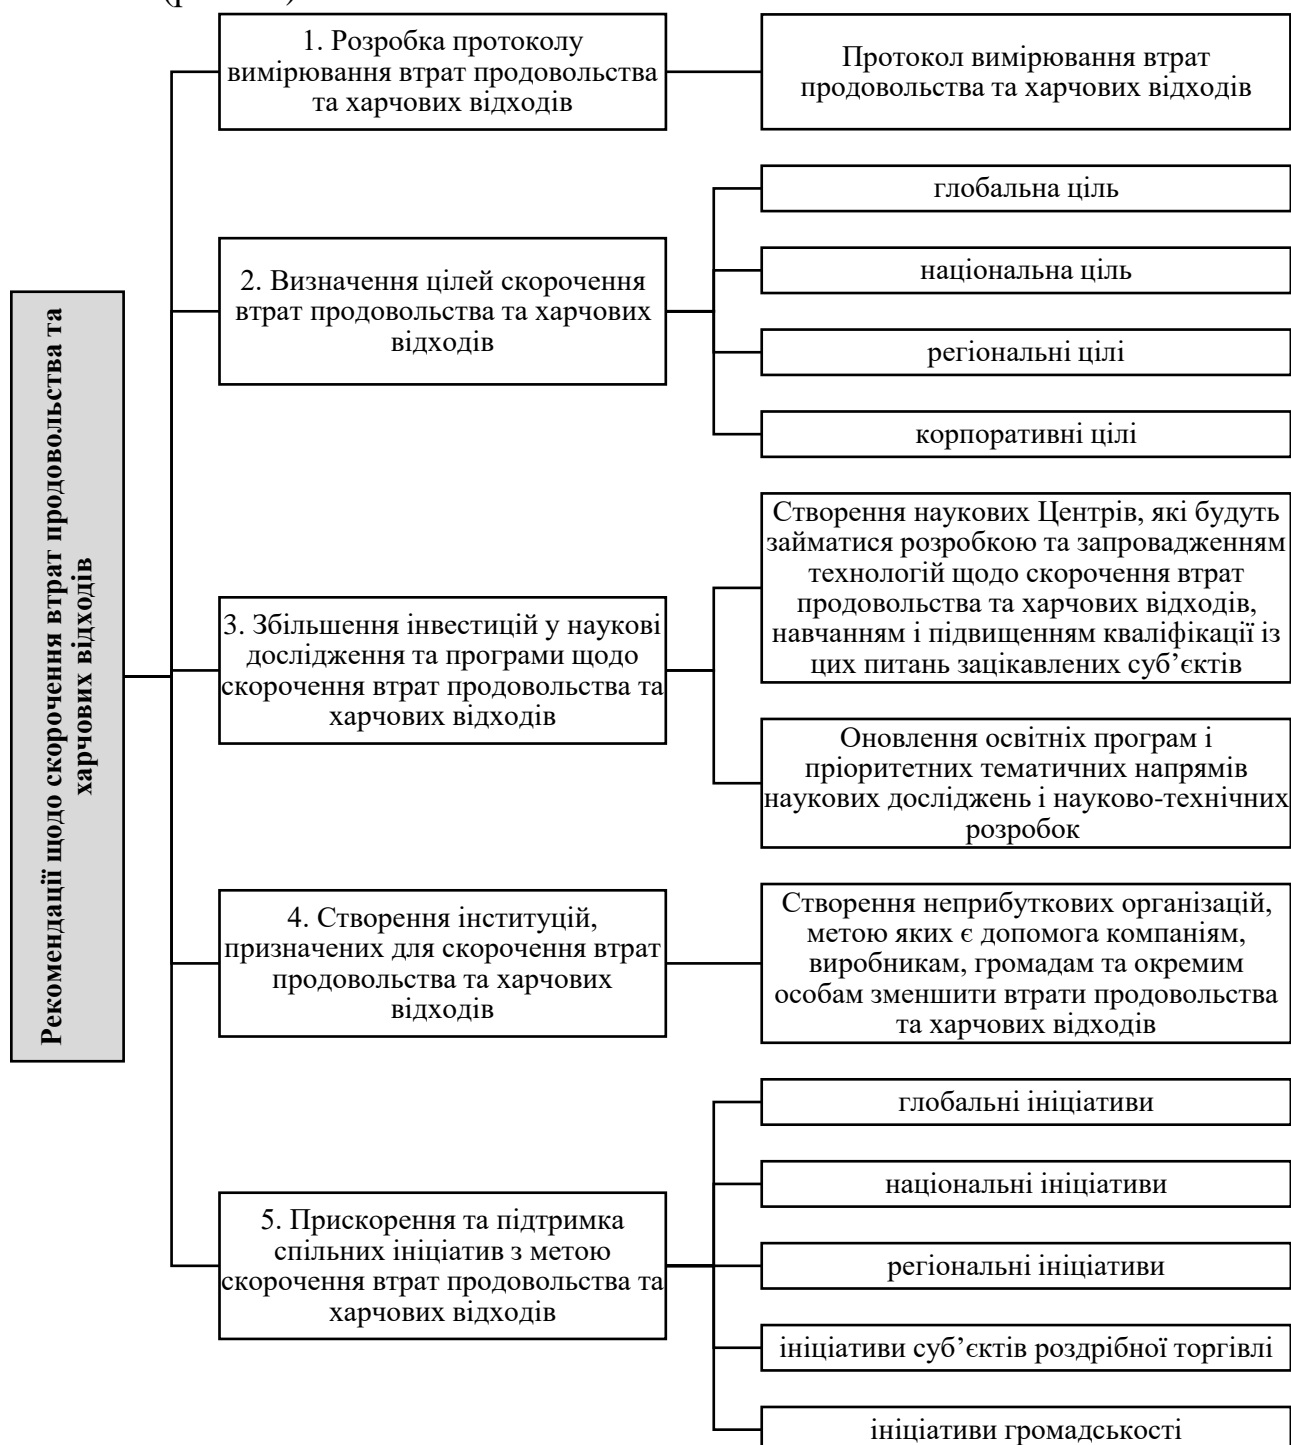 Рекомендації щодо скорочення втрат продовольства та
харчових відходів
1. Розробка протоколу
вимірювання втрат продовольства
та харчових відходів
Протокол вимірювання втрат
продовольства та харчових відходів
2. Визначення цілей скорочення
втрат продовольства та харчових
відходів
глобальна ціль
національна ціль
регіональні цілі
корпоративні цілі
3. Збільшення інвестицій у наукові
дослідження та програми щодо
скорочення втрат продовольства та
харчових відходів
Створення наукових Центрів, які будуть
займатися розробкою та запровадженням
технологій щодо скорочення втрат
продовольства та харчових відходів,
навчанням і підвищенням кваліфікації із
цих питань зацікавлених суб’єктів
Оновлення освітніх програм і
пріоритетних тематичних напрямів
наукових досліджень і науково-технічних
розробок
4. Створення інституцій,
призначених для скорочення втрат
продовольства та харчових
відходів
Створення неприбуткових організацій,
метою яких є допомога компаніям,
виробникам, громадам та окремим
особам зменшити втрати продовольства
та харчових відходів
5. Прискорення та підтримка
спільних ініціатив з метою
скорочення втрат продовольства та
харчових відходів
глобальні ініціативи
національні ініціативи
регіональні ініціативи
ініціативи суб’єктів роздрібної торгівлі
ініціативи громадськості